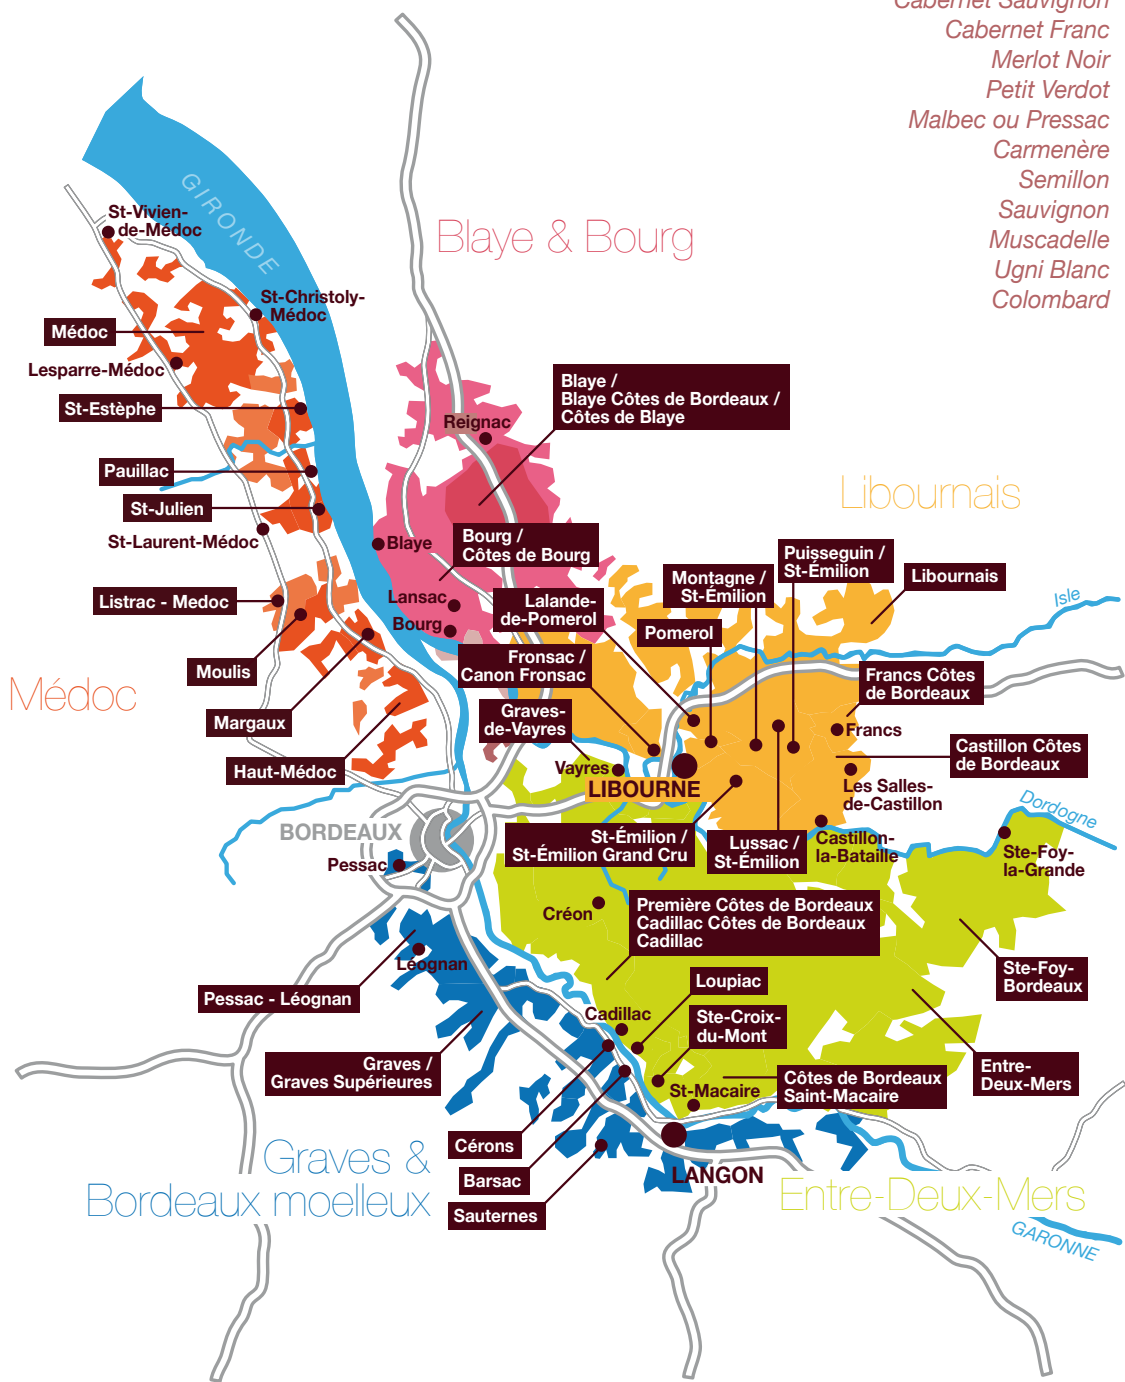 Cabernet Sauvignon
Cabernet Franc
Merlot Noir
Petit Verdot
Malbec ou Pressac
Carmenère
Semillon
Sauvignon
Muscadelle
Ugni Blanc
Colombard
GIRONDE
St-Vivien-
de-Médoc
Blaye & Bourg
St-Christoly-
Médoc
Médoc
Lesparre-Médoc
St-Estèphe
Blaye /
Blaye Côtes de Bordeaux /
Côtes de Blaye
Reignac
Pauillac
St-Julien
St-Laurent-Médoc
Libournais
Blaye
Bourg /
Côtes de Bourg
Puisseguin /
St-Émilion
Montagne /
St-Émilion
Libournais
Isle
Listrac - Medoc
Lansac
Bourg
Lalande-
de-Pomerol
Pomerol
Moulis
Fronsac /
Canon Fronsac
Francs Côtes
de Bordeaux
Médoc
Margaux
Graves-
de-Vayres
Francs
Haut-Médoc
Vayres
LIBOURNE
Castillon Côtes
de Bordeaux
Les Salles-
de-Castillon
Dordogne
BORDEAUX
Pessac
St-Émilion /
St-Émilion Grand Cru
Lussac /
St-Émilion
Castillon-
la-Bataille
Ste-Foy-
la-Grande
Créon
Première Côtes de Bordeaux
Cadillac Côtes de Bordeaux
Cadillac
Léognan
Pessac - Léognan
Loupiac
Ste-Foy-
Bordeaux
Cadillac
Ste-Croix-
du-Mont
Graves /
Graves Supérieures
St-Macaire
Côtes de Bordeaux
Saint-Macaire
Entre-
Deux-Mers
Cérons
Graves &
Bordeaux moelleux
Barsac
LANGON
Sauternes
Entre-Deux-Mers
GARONNE